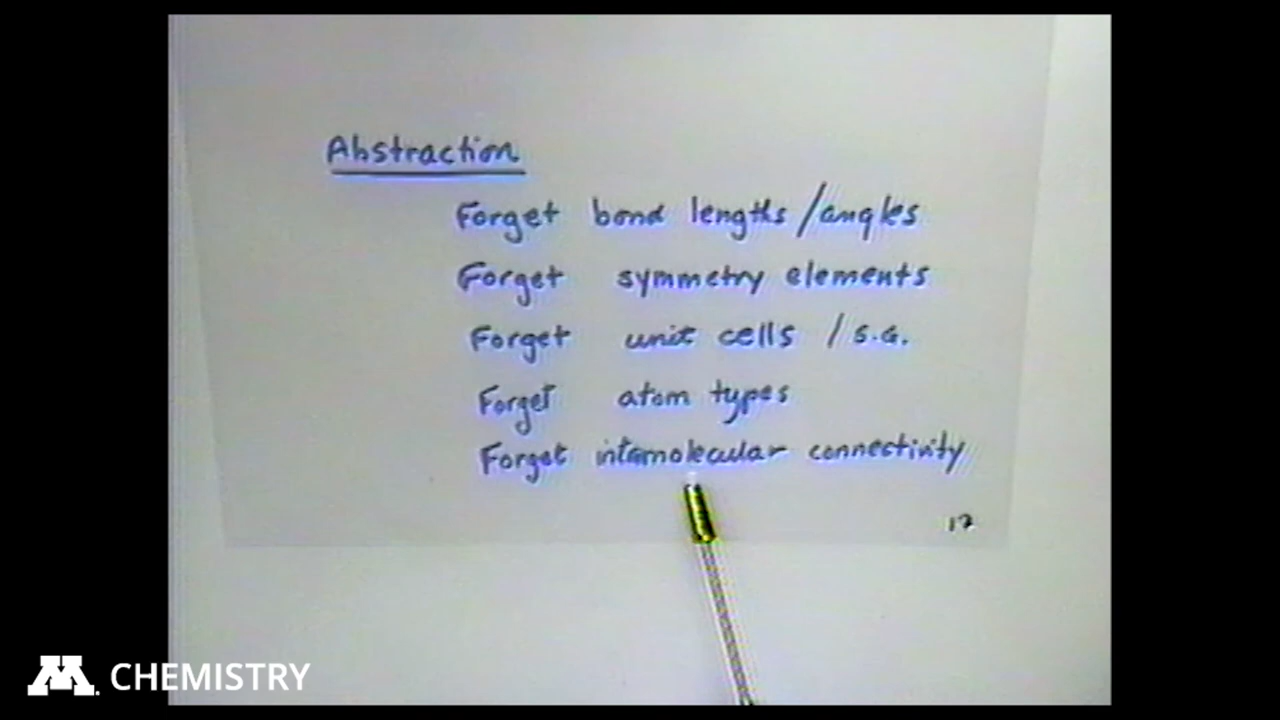 Abstraction
Forget bond lengths / angles
Forget symmetry elements
Forget unit cells / s.G.
Forget atom types
Forget intamolecular connectivity
17
M. CHEMISTRY